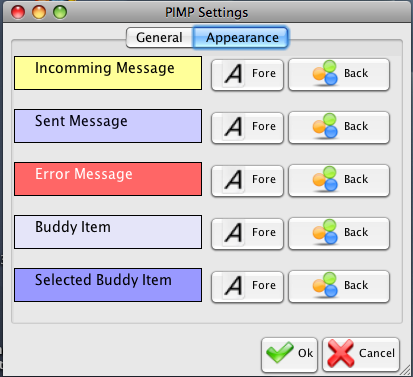 PIMP Settings
General Appearance
Incomming Message Fore Back
Sent Message Fore Back
Error Message Fore Back
Buddy Item Fore Back
Selected Buddy Item Fore Back
Ok Cancel